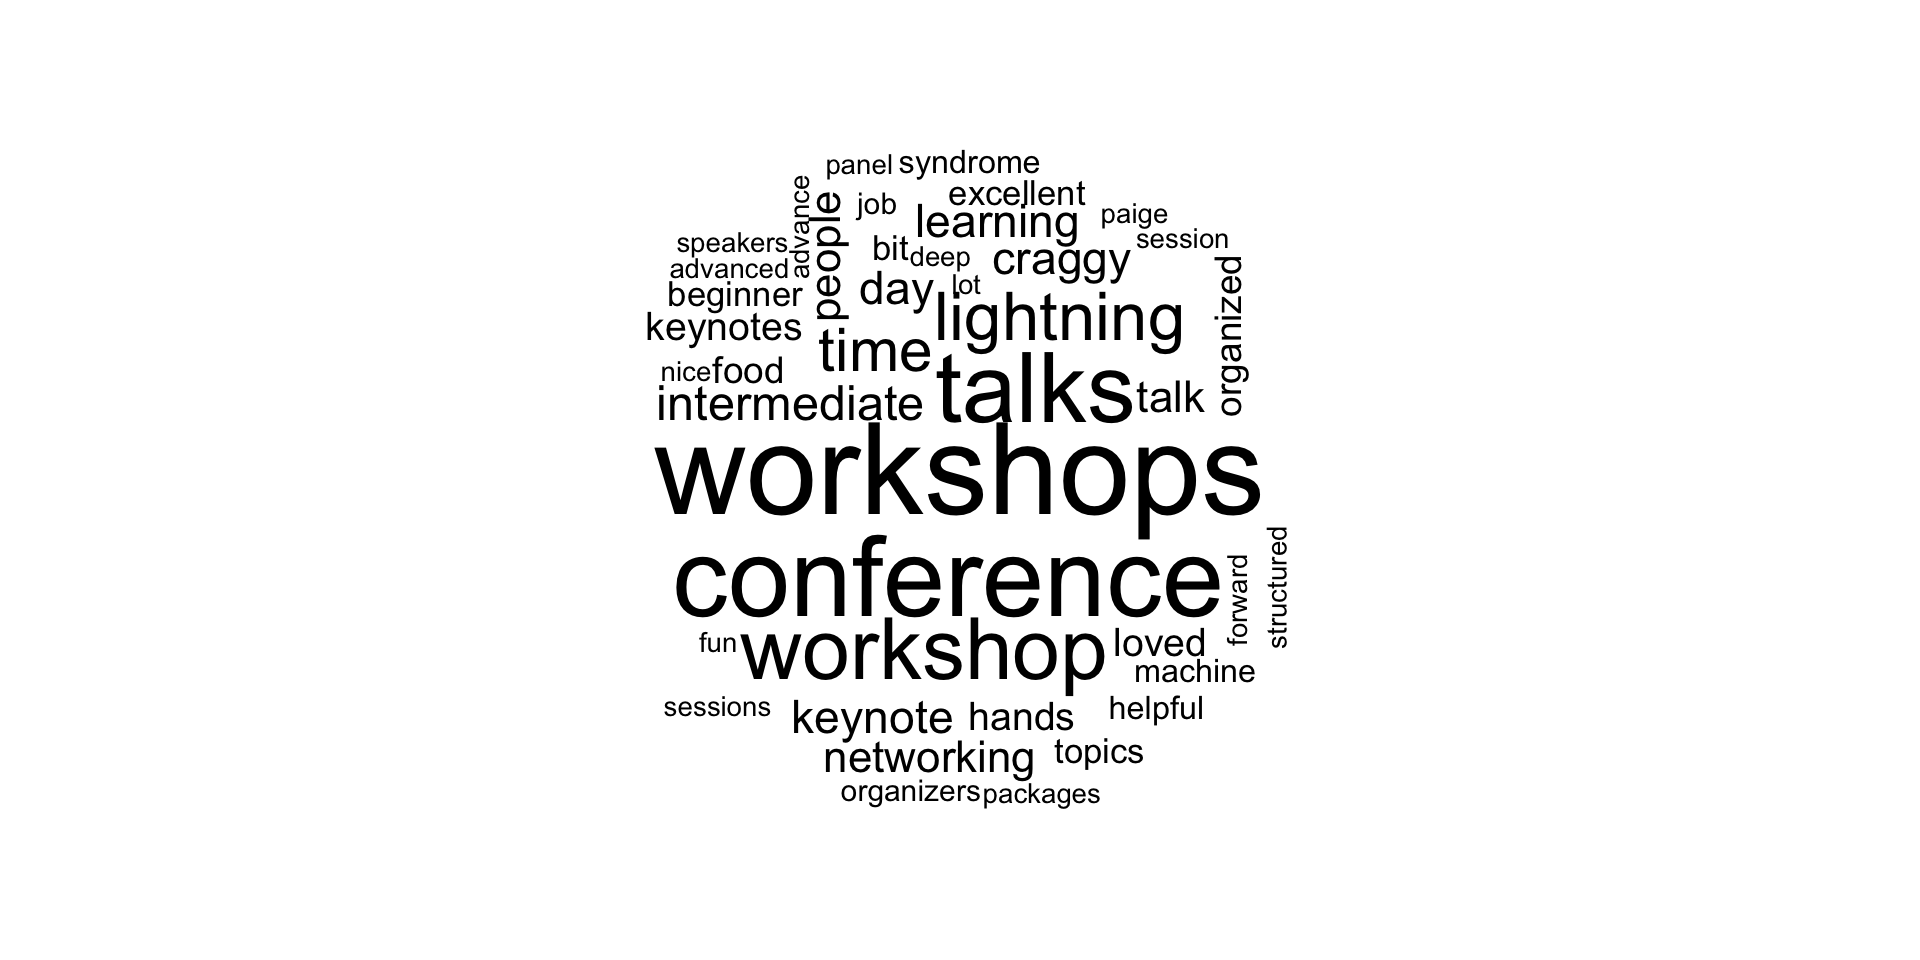 panel syndrome
advance
people
job
excellent
learning
paige
speakers
bit
deep
craggy
session
advanced
beginner
day
lot
organized
keynotes
time
lightning
nice food
intermediate
talks
talk
workshops
conference
forward
structured
fun
workshop
loved
machine
sessions
keynote
hands
helpful
networking
topics
organizers packages